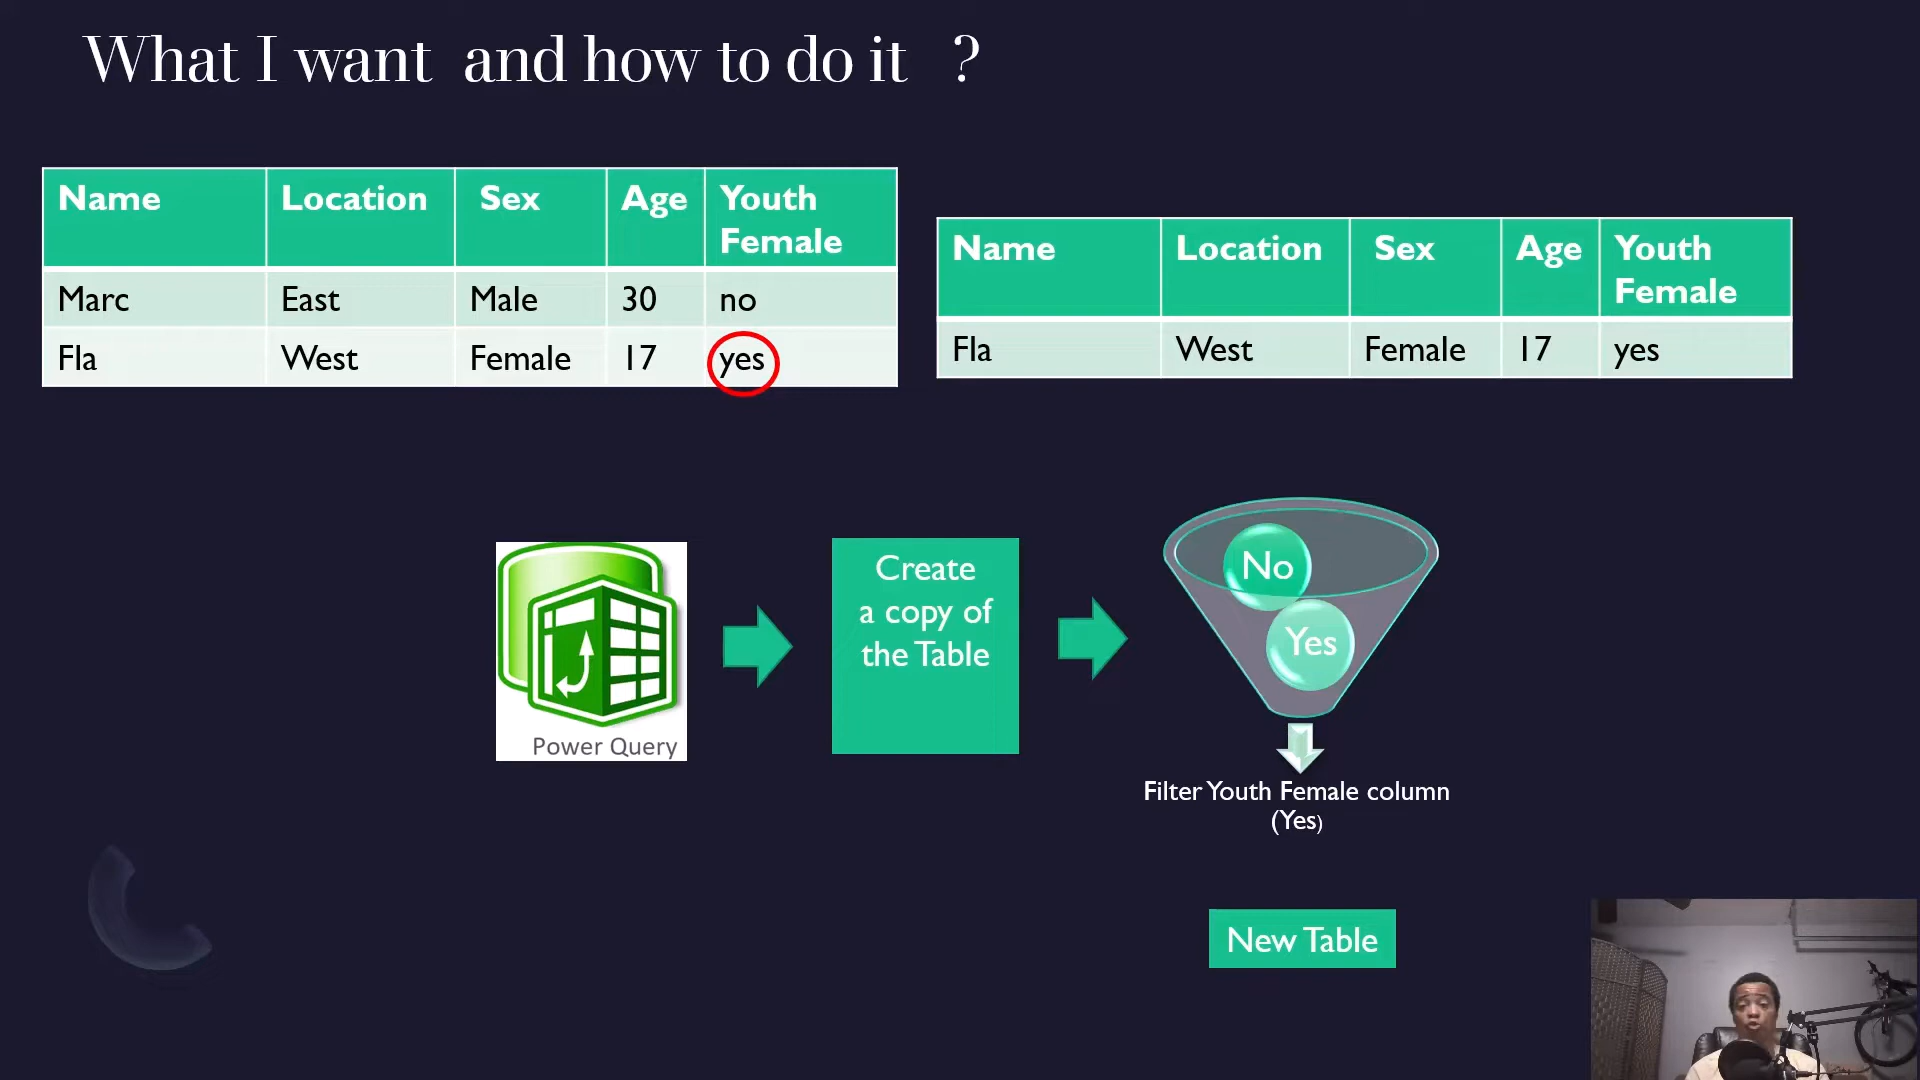 What I want and how to do it ?
Name Location Sex Age Youth Female
Marc East Male 30 no
Fla West Female 17 yes
Name Location Sex Age Youth Female
Fla West Female 17 yes
Power Query
Create
a copy of
the Table
No
Yes
Filter Youth Female column
(Yes)
New Table